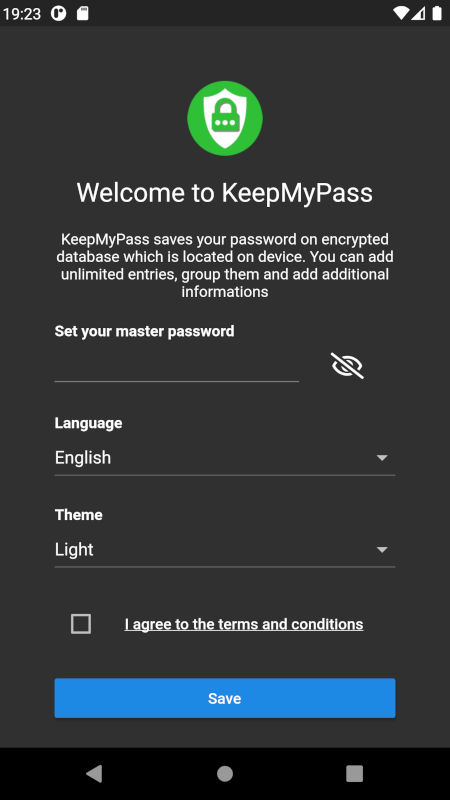 19:23
Welcome to KeepMyPass
KeepMyPass saves your password on encrypted
database which is located on device. You can add
unlimited entries, group them and add additional
informations
Set your master password
Language
English
Theme
Light
I agree to the terms and conditions
Save